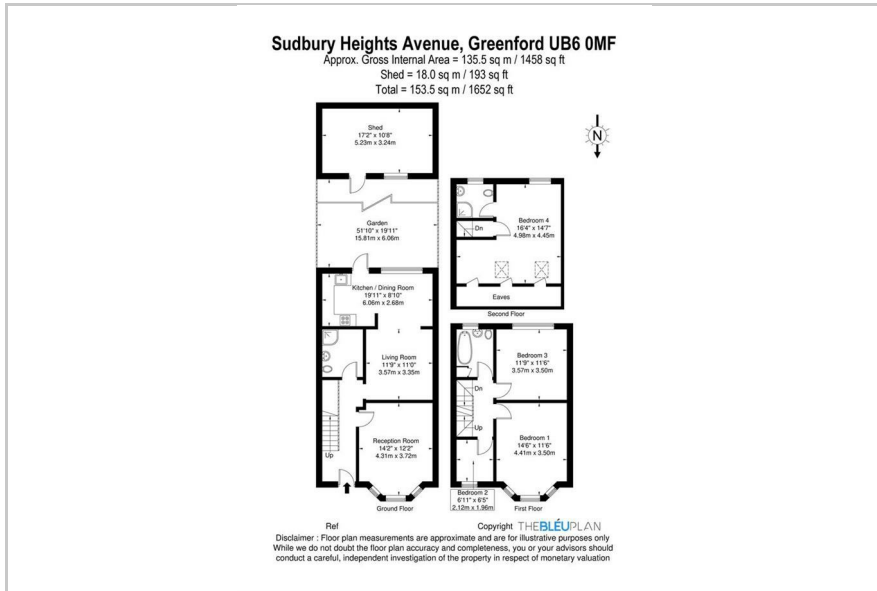 Sudbury Heights Avenue, Greenford UB6 0MF
Approx. Gross Internal Area = 135.5 sq m / 1458 sq ft
Shed = 18.0 sq m / 193 sq ft
Total = 153.5 sq m / 1652 sq ft
Shed
17'2" x 10'8"
5.23m x 3.24m
N
Garden
51'10" x 19'11"
15.81m x 6.06m
Dn
Bedroom 4
16'4" x 14'7"
4.98m x 4.45m
Eaves
Second Floor
Kitchen / Dining Room
19'11" x 8'10"
6.06m x 2.68m
Living Room
11'9" x 11'0"
3.57m x 3.35m
Reception Room
14'2" x 12'2"
4.31m x 3.72m
Up
Ground Floor
Bedroom 3
11'9" x 11'6"
3.57m x 3.50m
Dn
Up
Bedroom 1
14'6" x 11'6"
4.41m x 3.50m
Bedroom 2
6'11" x 6'5"
2.12m x 1.96m
First Floor
Ref
Copyright THEBLÉUPLAN
Disclaimer : Floor plan measurements are approximate and are for illustrative purposes only
While we do not doubt the floor plan accuracy and completeness, you or your advisors should
conduct a careful, independent investigation of the property in respect of monetary valuation